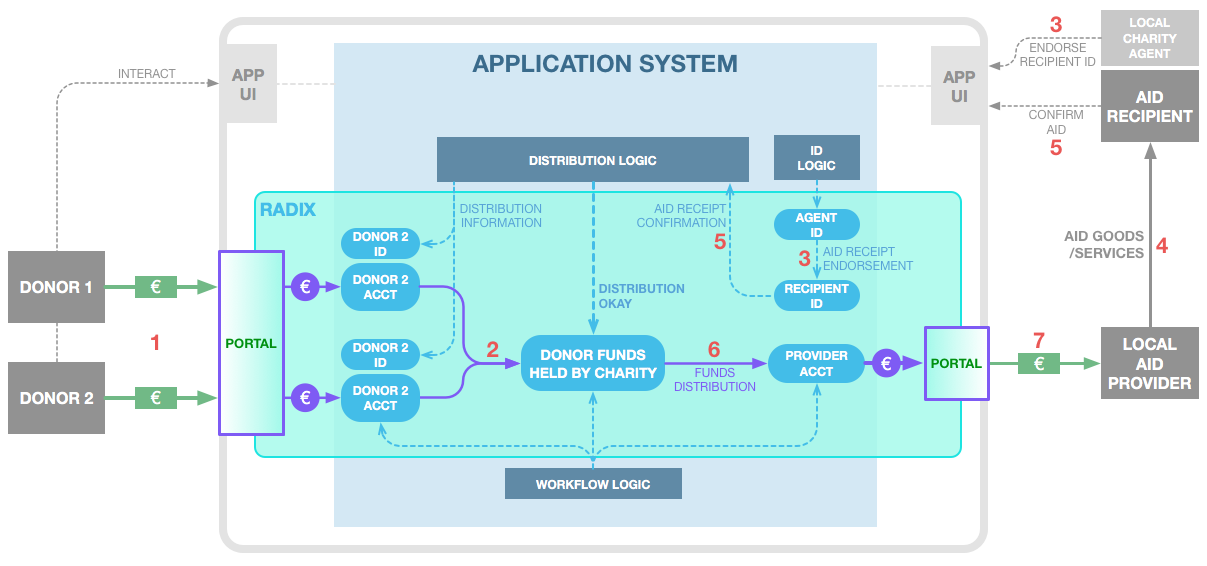 APPLICATION SYSTEM
3
LOCAL
CHARITY
AGENT
ENDORSE
RECIPIENT ID
INTERACT
APP
UI
APP
UI
AID
RECIPIENT
CONFIRM
AID
5
DISTRIBUTION LOGIC
ID
LOGIC
RADIX
DISTRIBUTION
INFORMATION
AID RECEIPT
CONFIRMATION
5
AGENT
ID
DONOR 2
ID
3
AID RECEIPT
ENDORSEMENT
AID GOODS
/SERVICES
4
DONOR 1
€
€
DONOR 2
ACCT
DISTRIBUTION
OKAY
RECIPIENT
ID
1
PORTAL
DONOR 2
ID
2
DONOR FUNDS
HELD BY CHARITY
6
FUNDS
DISTRIBUTION
PROVIDER
ACCT
€
PORTAL
7
€
LOCAL
AID
PROVIDER
DONOR 2
€
€
DONOR 2
ACCT
WORKFLOW LOGIC